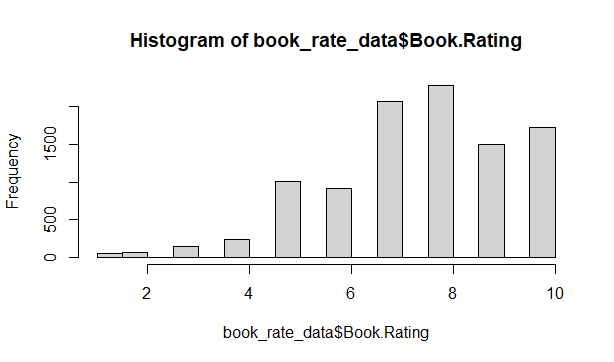 Histogram of book_rate_data$Book.Rating
Frequency
1500
500
0
2 4 6 8 10
book_rate_data$Book.Rating